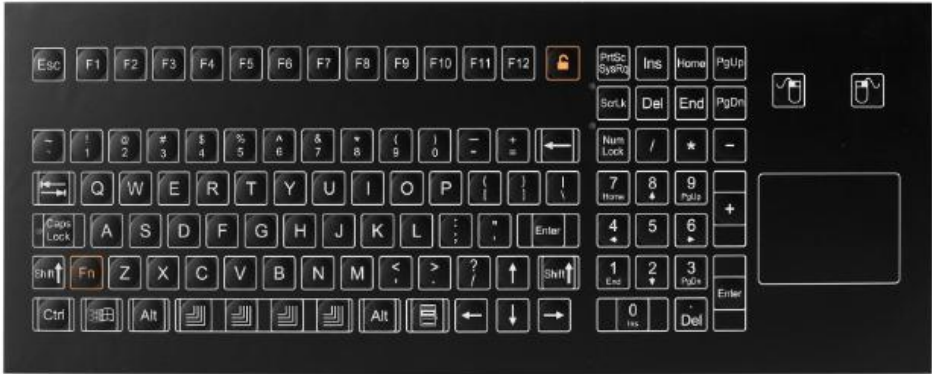 Esc F1 F2 F3 F4 F5 F6 F7 F8 F9 F10 F11 F12 PrtSc SysRq Ins Home PgUp
ScrLk Del End PgDn
~ ` ! 1 @ 2 # 3 $ 4 % 5 ^ 6 & 7 * 8 ( 9 ) 0 _ - + = ← Num Lock / * -
Q W E R T Y U I O P { [ } ] | \ 7 Home 8 ▲ 9 PgUp +
Caps Lock A S D F G H J K L : ; " ' Enter 4 ◄ 5 6 ►
Shift ↑ Fn Z X C V B N M < , > . ? / ↑ Shift ↑ 1 End 2 ▼ 3 PgDn Enter
Ctrl Alt Alt ← ↓ → 0 Ins . Del